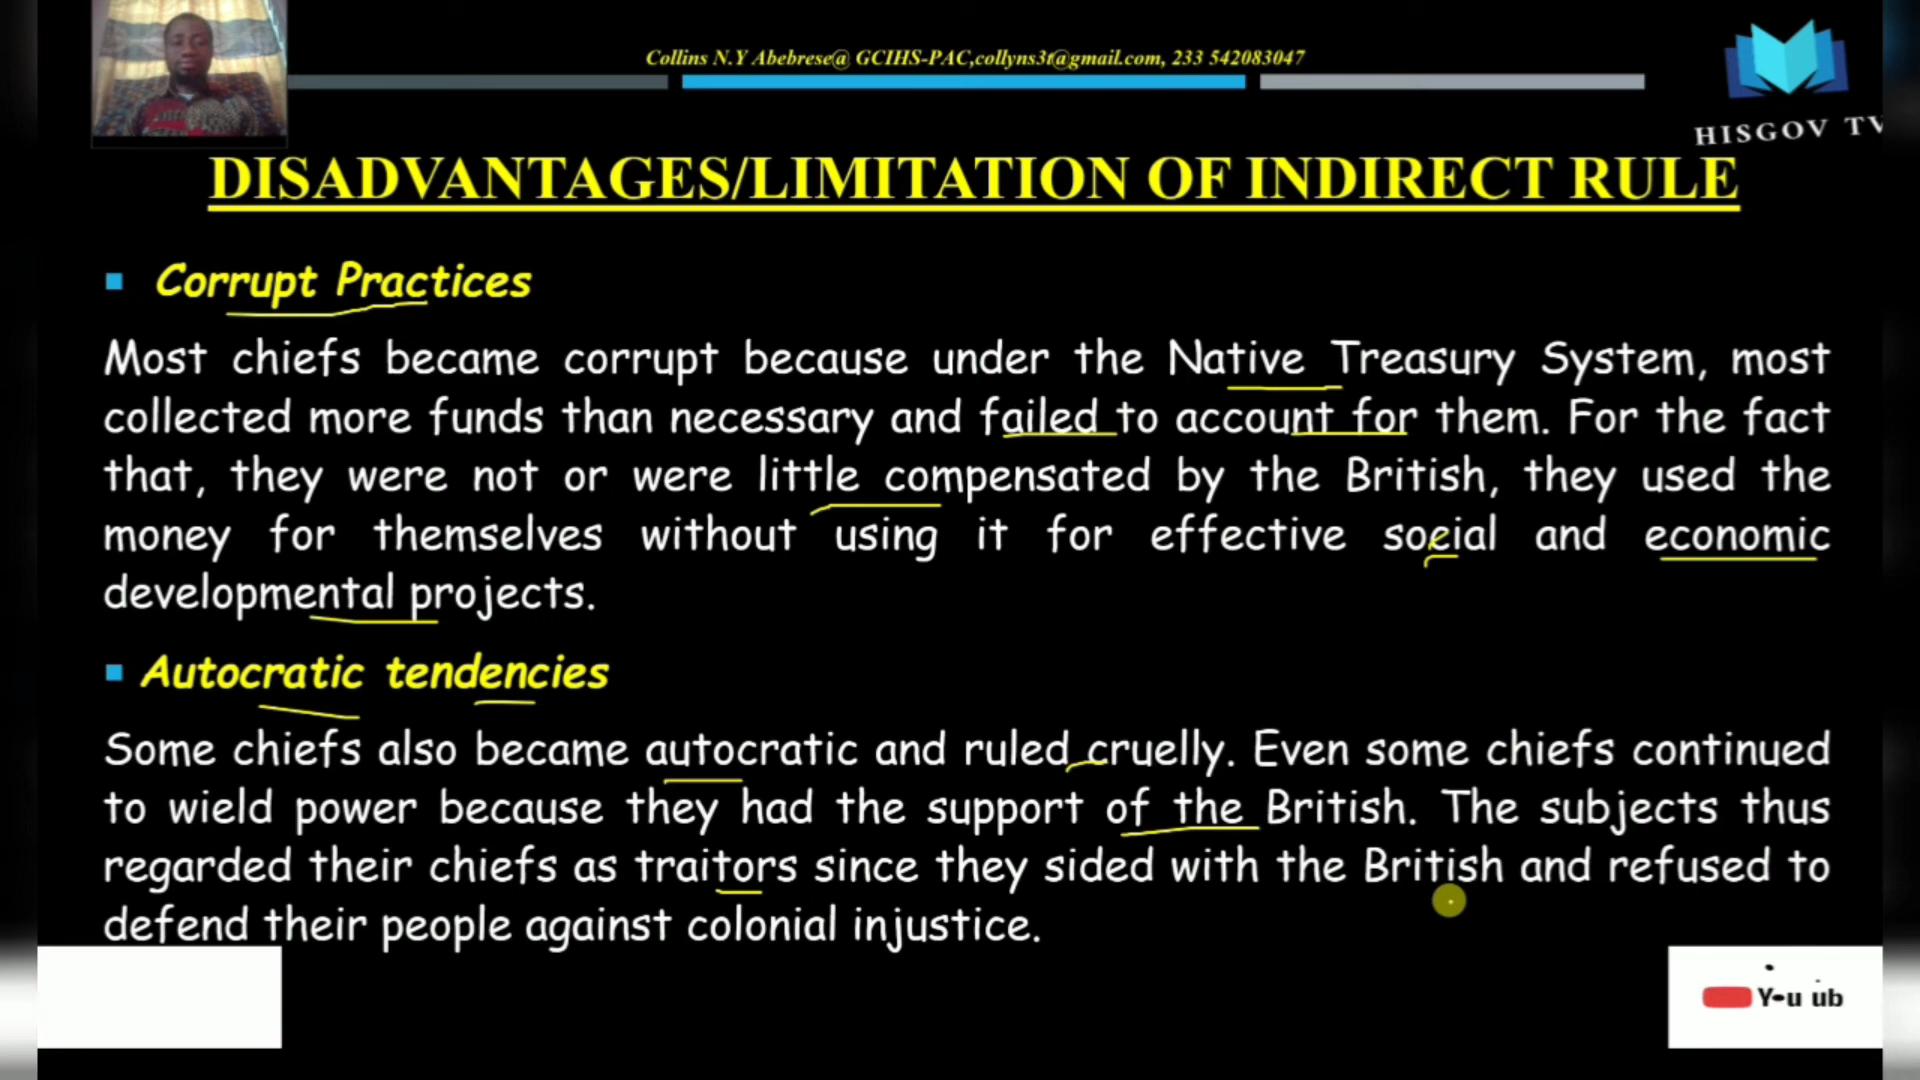 Collins N.Y Abebrese@ GCIHS-PAC,collyns3t@gmail.com, 233 542083047
HISGOV TV
DISADVANTAGES/LIMITATION OF INDIRECT RULE
Corrupt Practices
Most chiefs became corrupt because under the Native Treasury System, most
collected more funds than necessary and failed to account for them. For the fact
that, they were not or were little compensated by the British, they used the
money for themselves without using it for effective social and economic
developmental projects.
Autocratic tendencies
Some chiefs also became autocratic and ruled cruelly. Even some chiefs continued
to wield power because they had the support of the British. The subjects thus
regarded their chiefs as traitors since they sided with the British and refused to
defend their people against colonial injustice.